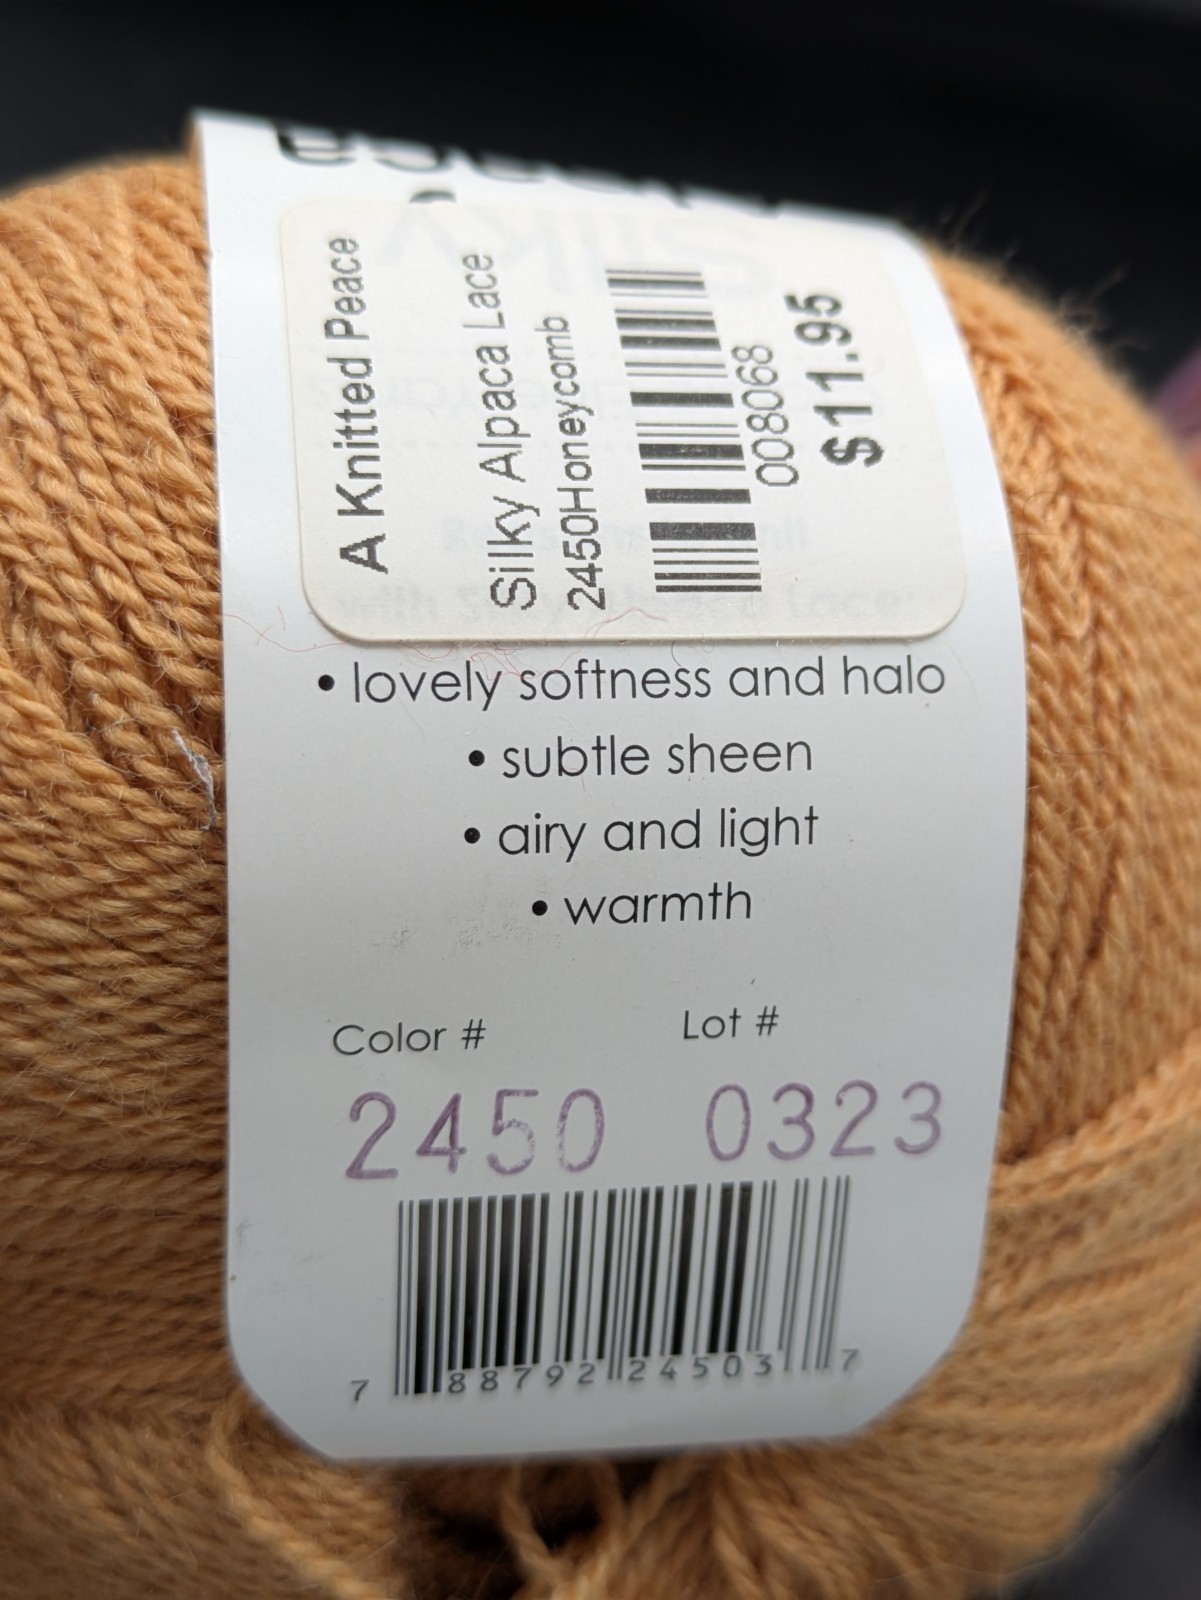 A Knitted Peace
Silky Alpaca Lace
2450Honeycomb
008068
$11.95
• lovely softness and halo
• subtle sheen
• airy and light
• warmth
Color # Lot #
2450 0323
7 88792 24503 7